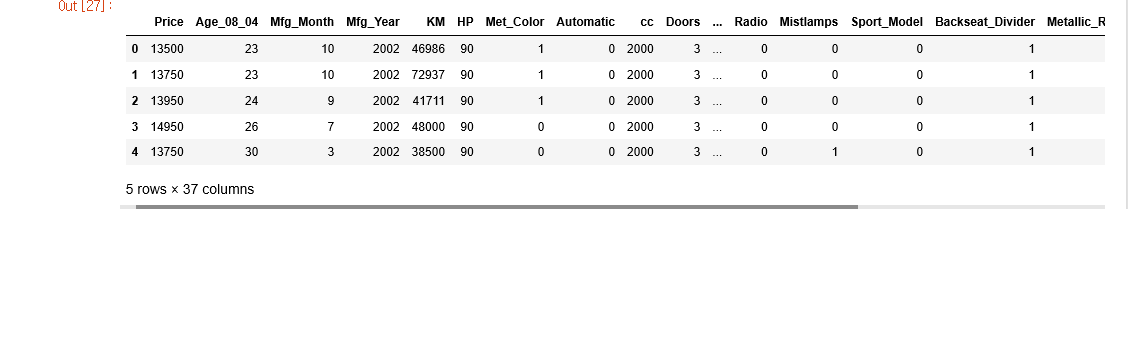 Out[27]:
Price Age_08_04 Mfg_Month Mfg_Year KM HP Met_Color Automatic cc Doors ... Radio Mistlamps Sport_Model Backseat_Divider Metallic_R
0 13500 23 10 2002 46986 90 1 0 2000 3 ... 0 0 0 1
1 13750 23 10 2002 72937 90 1 0 2000 3 ... 0 0 0 1
2 13950 24 9 2002 41711 90 1 0 2000 3 ... 0 0 0 1
3 14950 26 7 2002 48000 90 0 0 2000 3 ... 0 0 0 1
4 13750 30 3 2002 38500 90 0 0 2000 3 ... 0 1 0 1
5 rows × 37 columns